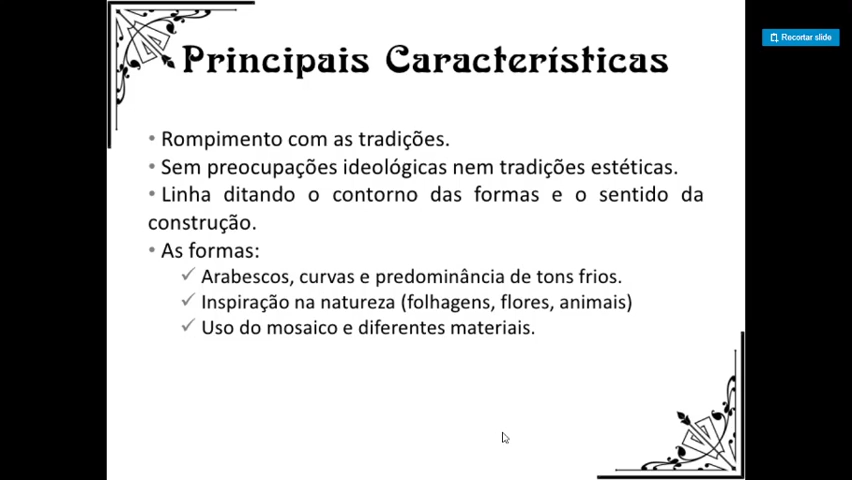 Recortar slide
Principais Características
• Rompimento com as tradições.
• Sem preocupações ideológicas nem tradições estéticas.
• Linha ditando o contorno das formas e o sentido da
construção.
• As formas:
✓ Arabescos, curvas e predominância de tons frios.
✓ Inspiração na natureza (folhagens, flores, animais)
✓ Uso do mosaico e diferentes materiais.